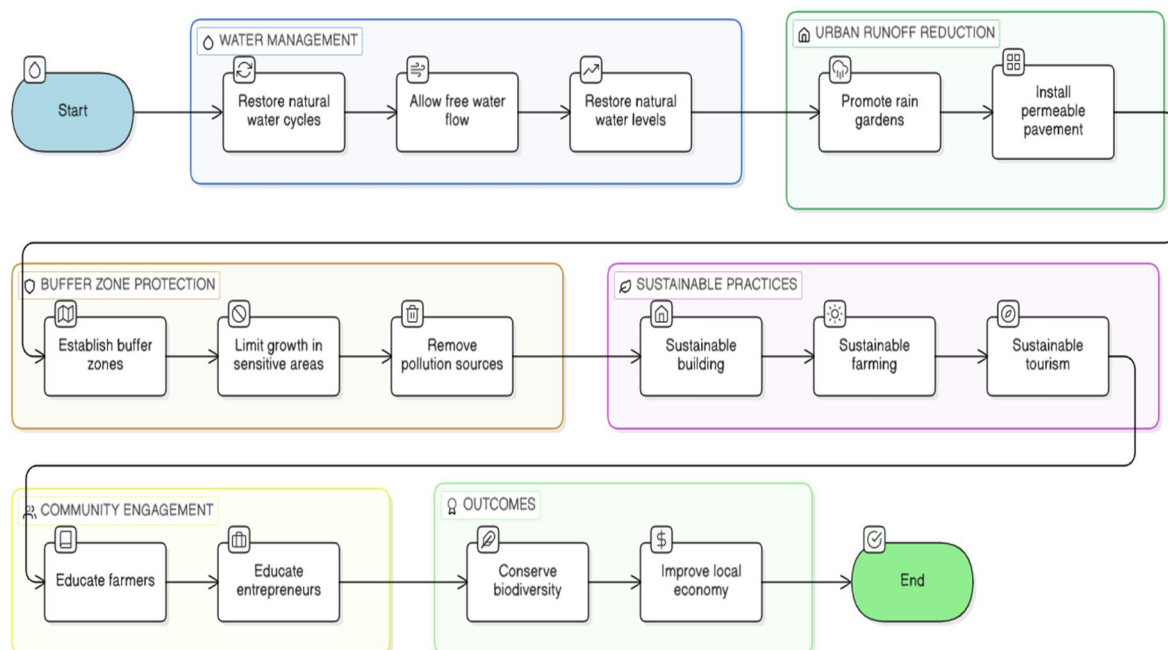 WATER MANAGEMENT
URBAN RUNOFF REDUCTION
Start
Restore natural
water cycles
Allow free water
flow
Restore natural
water levels
Promote rain
gardens
Install
permeable
pavement
BUFFER ZONE PROTECTION
SUSTAINABLE PRACTICES
Establish buffer
zones
Limit growth in
sensitive areas
Remove
pollution sources
Sustainable
building
Sustainable
farming
Sustainable
tourism
COMMUNITY ENGAGEMENT
OUTCOMES
Educate farmers
Educate
entrepreneurs
Conserve
biodiversity
$
Improve local
economy
End